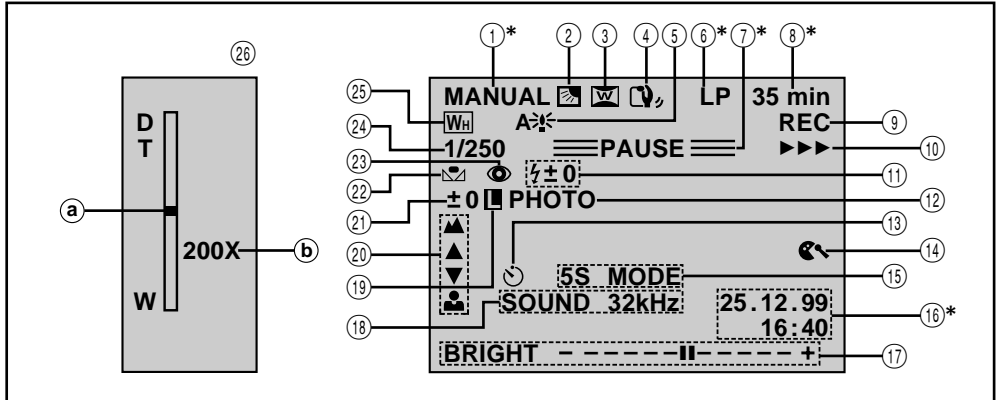 ㉖
D
T
ⓐ
200X
ⓑ
W
①* ② ③ ④ ⑤ ⑥* ⑦* ⑧*
MANUAL W LP 35 min
㉕ WH A REC ⑨
㉔ 1/250 PAUSE ►►► ⑩
㉓ ±0 ⑪
㉒
㉑ ±0 L PHOTO ⑫
⑬
⑳ ⑭
5S MODE ⑮
⑲
⑱ SOUND 32kHz 25.12.99 ⑯*
16:40
BRIGHT – – – – – – – – – – – – + ⑰